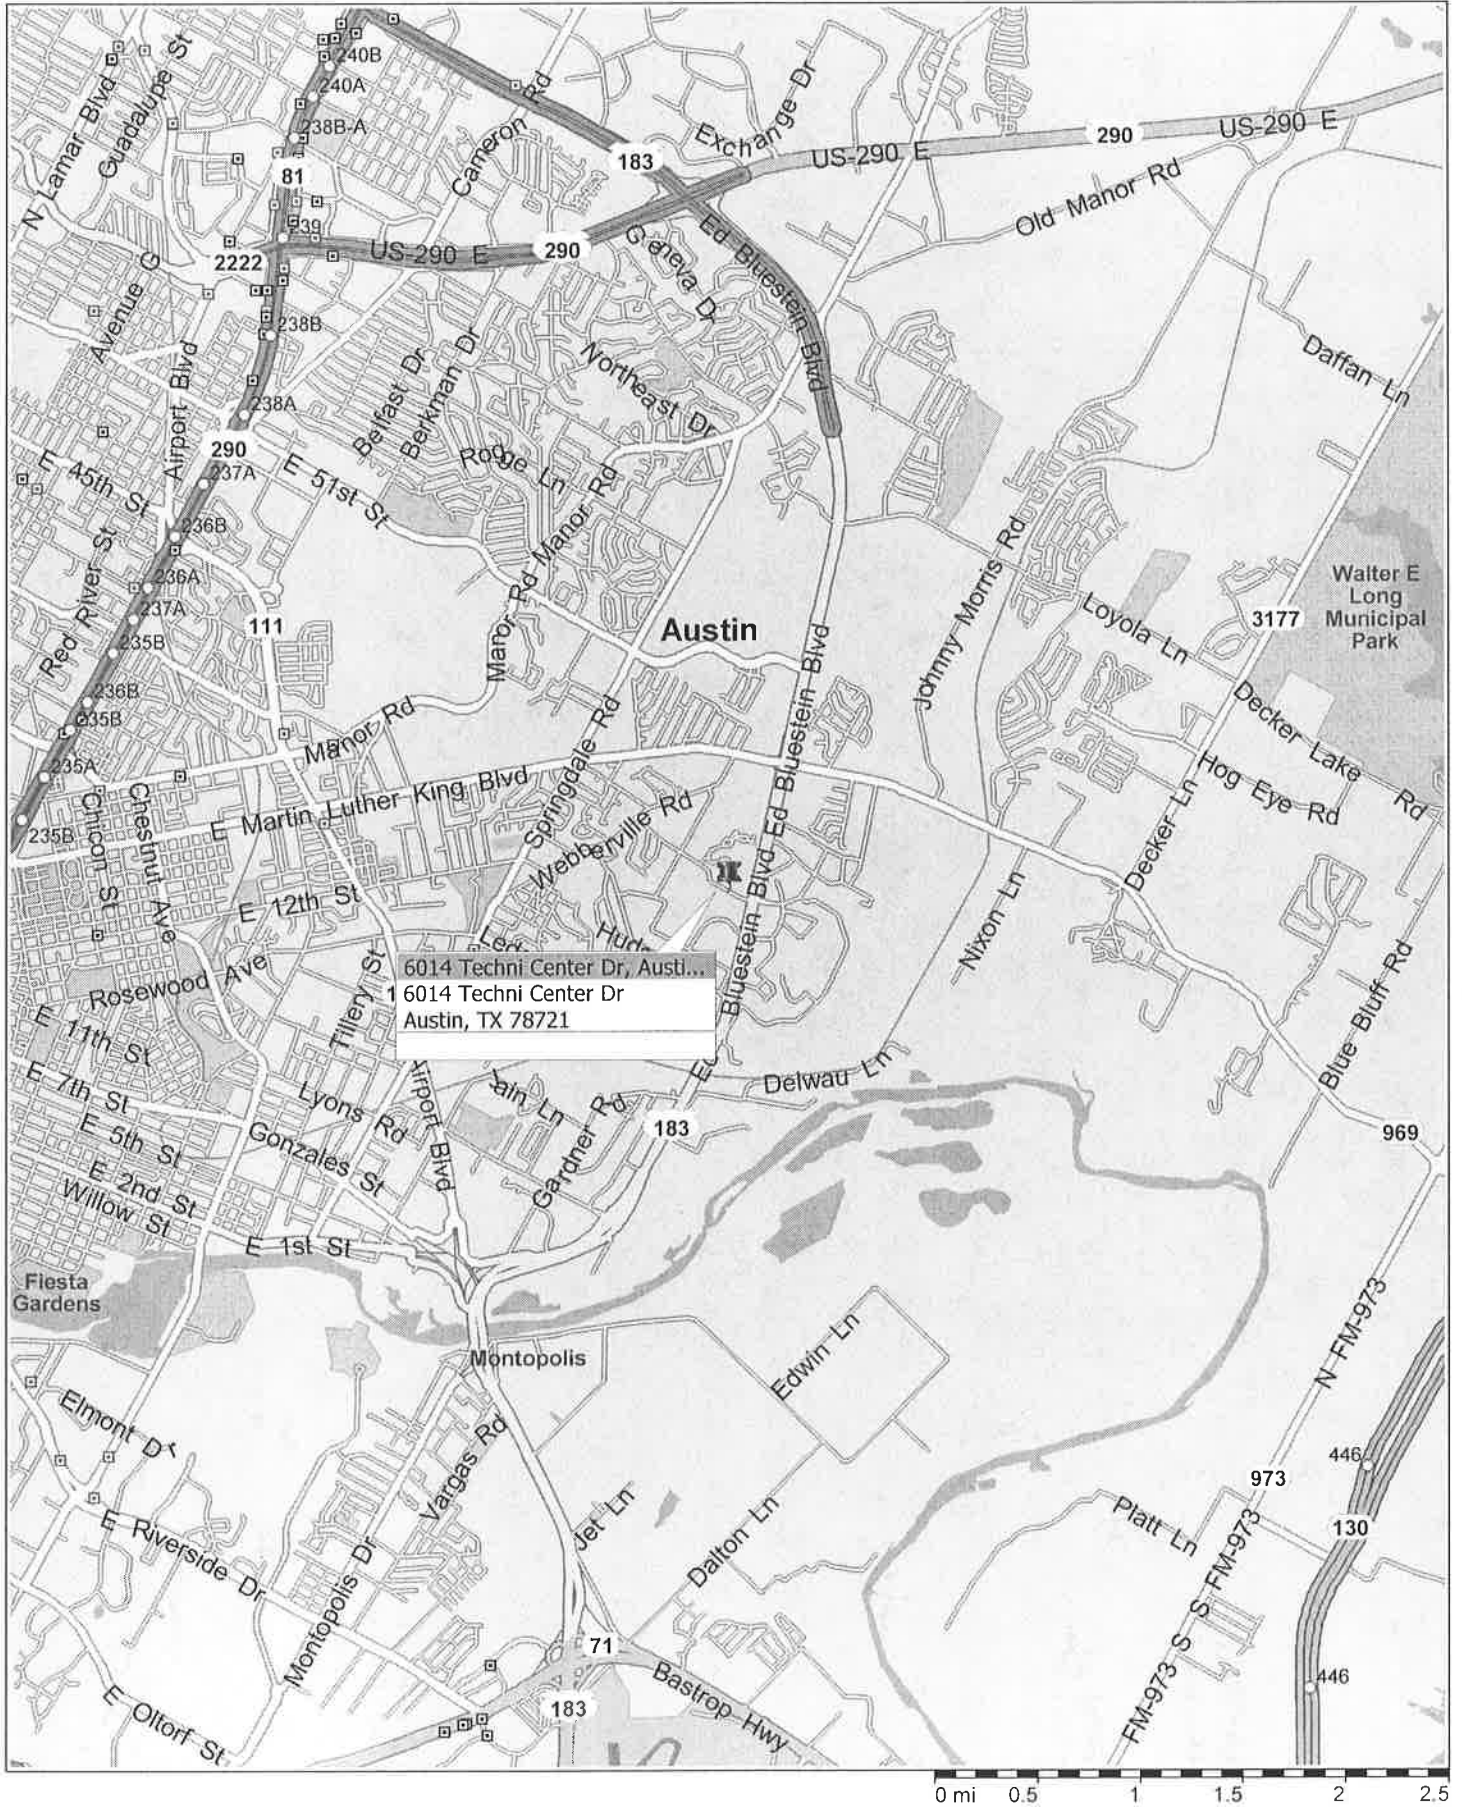 240B
240A
238B-A
N Lamar Blvd
Guadalupe St
Cameron Rd
Exchange Dr
183
81
290
US-290 E
US-290 E
Old Manor Rd
239
2222
US-290 E
290
Geneva Dr
Ed Bluestein Blvd
Avenue G
238B
Airport Blvd
Belfast Dr
Berkman Dr
Northeast Dr
Daffan Ln
238A
290
E 45th St
237A
E 51st St
Rogge Ln
Manor Rd
236B
Red River St
236A
237A
235B
111
Rd
Manor
Austin
Johnny Morris Rd
Loyola Ln
3177
Walter E
Long
Municipal
Park
236B
235B
235A
235B
Manor Rd
Springdale Rd
Ed Bluestein Blvd
Decker Lake Rd
Hog Eye Rd
Decker Ln
Chicon St
Chestnut Ave
E Martin Luther King Blvd
Webberville Rd
E 12th St
Nixon Ln
Rosewood Ave
Tillery St
Bluestein Blvd
Blue Bluff Rd
6014 Techni Center Dr, Austi...
6014 Techni Center Dr
Austin, TX 78721
E 11th St
E 7th St
E 5th St
E 2nd St
Willow St
Lyons Rd
Gonzales St
Airport Blvd
Jain Ln
Gardner Rd
Ed
Delwau Ln
183
969
E 1st St
Fiesta
Gardens
Montopolis
Edwin Ln
N FM-973
Elmont Dr
Vargas Rd
446
973
Jet Ln
Dalton Ln
Platt Ln
130
E Riverside Dr
Montopolis Dr
S FM-973
S
FM-973
71
183
Bastrop Hwy
446
E Oltorf St
0 mi 0.5 1 1.5 2 2.5